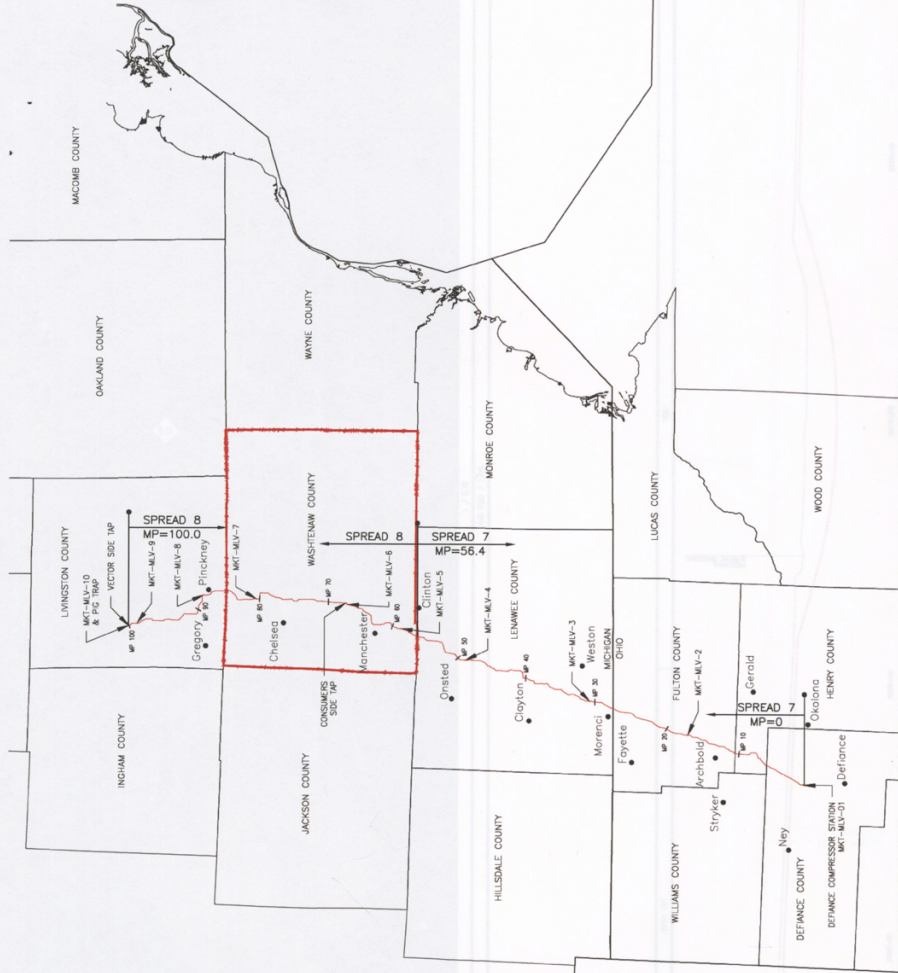 MACOMB COUNTY
OAKLAND COUNTY
WAYNE COUNTY
LIVINGSTON COUNTY
MKT-MLV-10
& PIG TRAP
VECTOR SIDE TAP
MKT-MLV-9
MKT-MLV-8
SPREAD 8
MP=100.0
MP 100
Pinckney
MP 90
Gregory
MKT-MLV-7
WASHTENAW COUNTY
MP 80
Chelsea
MP 70
SPREAD 8
SPREAD 7
MP=56.4
MKT-MLV-6
CONSUMERS
SIDE TAP
Manchester
MP 60
MKT-MLV-5
Clinton
INGHAM COUNTY
JACKSON COUNTY
MONROE COUNTY
LENAWEE COUNTY
MKT-MLV-4
MP 50
Onsted
MP 40
Clayton
MKT-MLV-3
Weston
MP 30
Morenci
MICHIGAN
OHIO
HILLSDALE COUNTY
LUCAS COUNTY
FULTON COUNTY
MKT-MLV-2
Fayette
MP 20
Archbold
Stryker
WILLIAMS COUNTY
WOOD COUNTY
Gerald
MP 10
SPREAD 7
MP=0
HENRY COUNTY
Okolona
Defiance
Ney
DEFIANCE COUNTY
DEFIANCE COMPRESSOR STATION
MKT-MLV-01